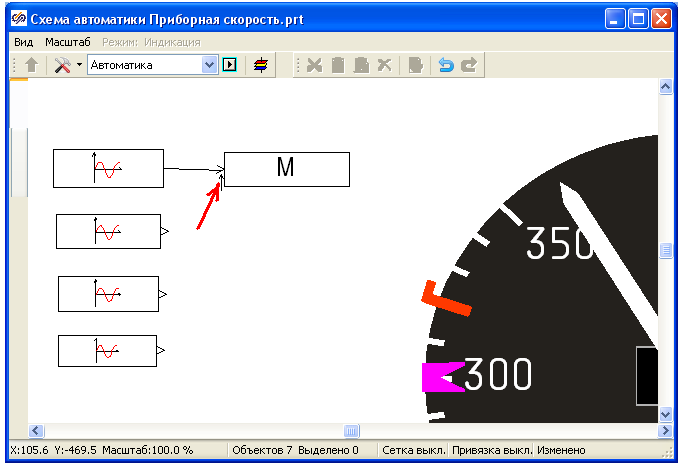 Схема автоматики Приборная скорость.prt
Вид Масштаб Режим: Индикация
Автоматика
M
350
300
X:105.6 Y:-469.5 Масштаб:100.0 % Объектов 7 Выделено 0 Сетка выкл. Привязка выкл. Изменено